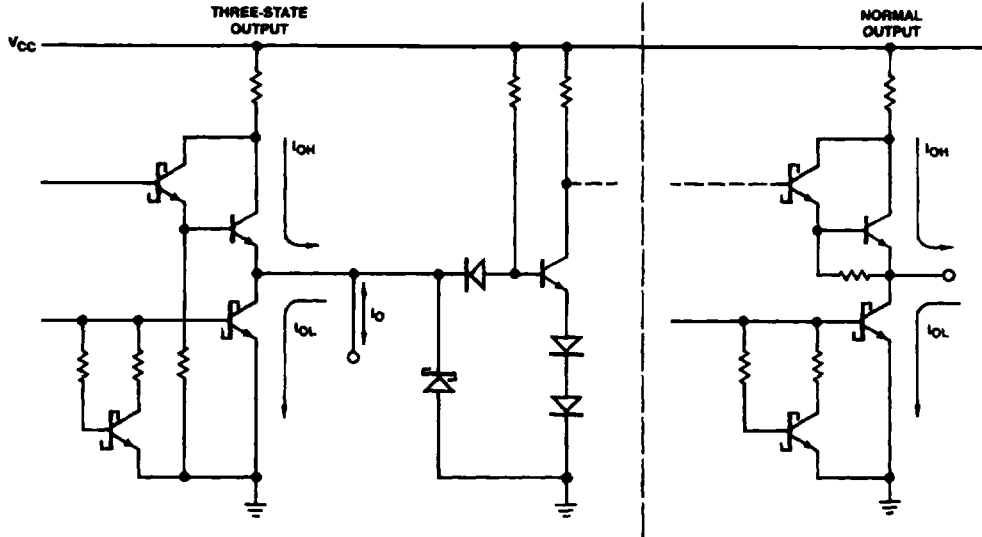 THREE-STATE
OUTPUT
NORMAL
OUTPUT
VCC
IOH
IOH
IO
IOL
IOL